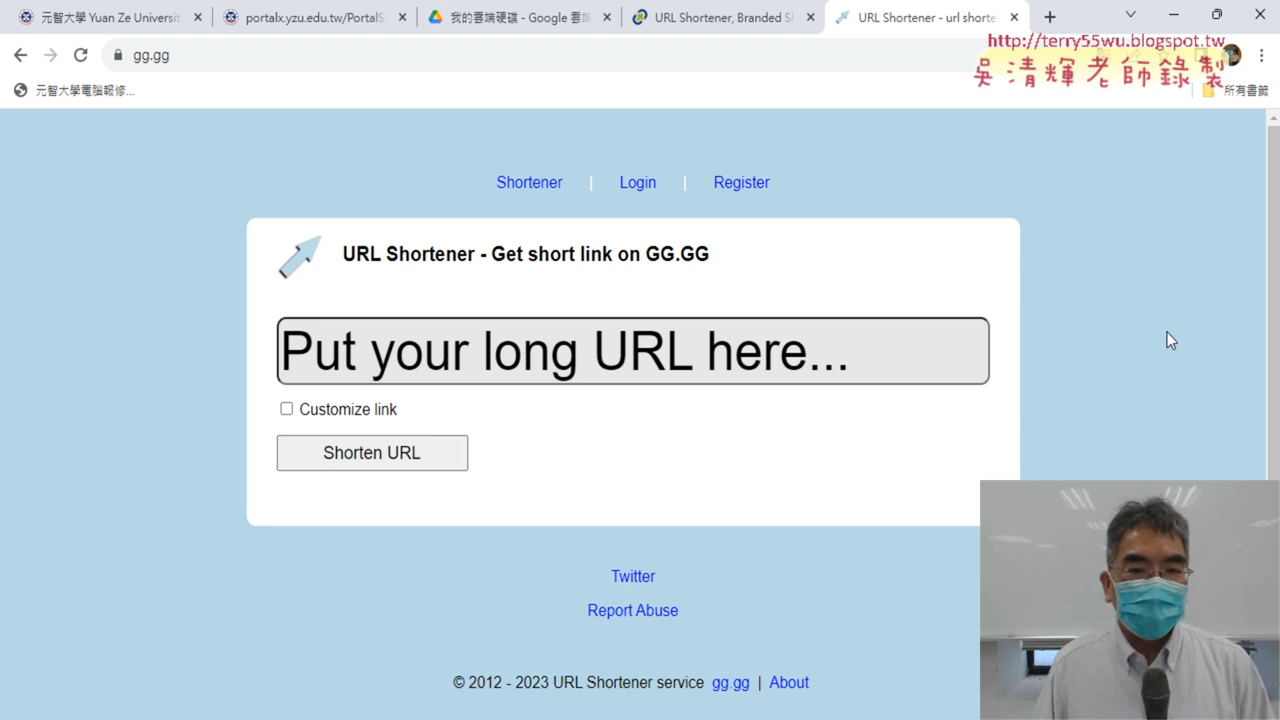 元智大學 Yuan Ze Universit
portalx.yzu.edu.tw/PortalS
我的雲端硬碟 - Google 雲端
URL Shortener, Branded S
URL Shortener - url shorte
gg.gg
http://terry55wu.blogspot.tw
吳清輝老師錄製
元智大學電腦報修...
所有書籤
Shortener | Login | Register
URL Shortener - Get short link on GG.GG
Put your long URL here...
Customize link
Shorten URL
Twitter
Report Abuse
© 2012 - 2023 URL Shortener service gg.gg | About